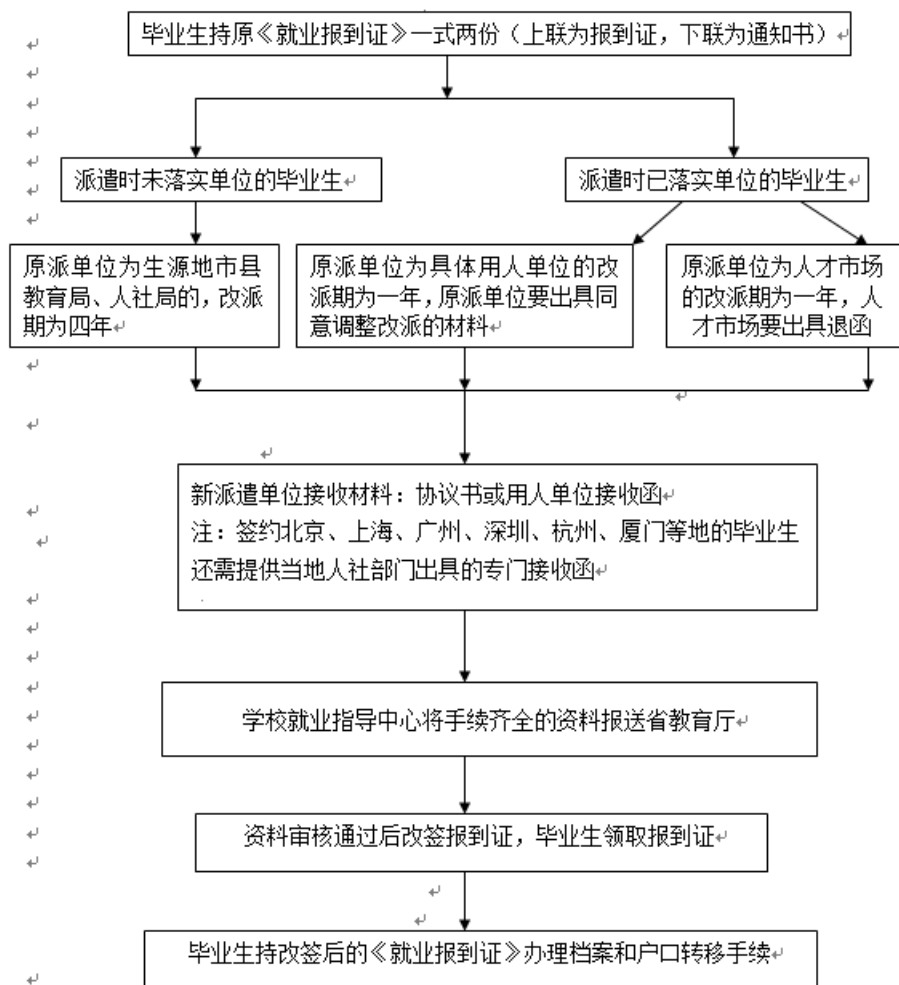 毕业生持原《就业报到证》一式两份（上联为报到证，下联为通知书）
派遣时未落实单位的毕业生
派遣时已落实单位的毕业生
原派单位为生源地市县
教育局、人社局的，改派
期为四年
原派单位为具体用人单位的改
派期为一年，原派单位要出具同
意调整改派的材料
原派单位为人才市场
的改派期为一年，人
才市场要出具退函
新派遣单位接收材料：协议书或用人单位接收函
注：签约北京、上海、广州、深圳、杭州、厦门等地的毕业生
还需提供当地人社部门出具的专门接收函
学校就业指导中心将手续齐全的资料报送省教育厅
资料审核通过后改签报到证，毕业生领取报到证
毕业生持改签后的《就业报到证》办理档案和户口转移手续